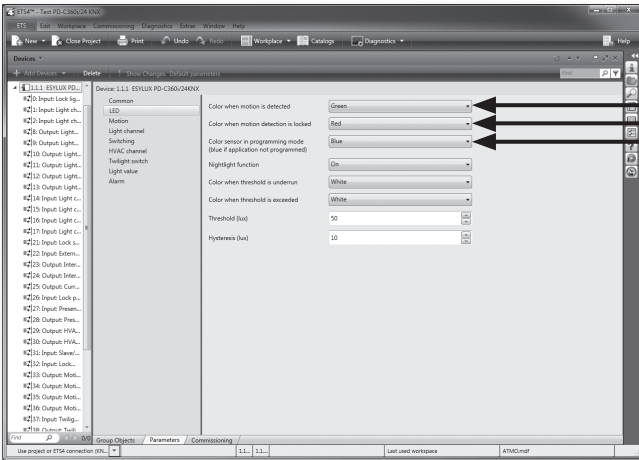 ETS4™ - Test PD-C360i/24 KNX
ETS Edit Workplace Commissioning Diagnostics Extras Window Help
New Close Project Print Undo Redo Workplace Catalogs Diagnostics Help
Devices
Add Devices Delete Show Changes Default parameters Find
1.1.1 ESYLUX PD...
0: Input: Lock lig...
1: Input: Light ch...
2: Input: Light ch...
8: Output: Light...
9: Output: Light...
10: Output: Light...
11: Output: Light...
12: Output: Light...
13: Output: Light...
14: Input: Light c...
15: Input: Light c...
16: Input: Light c...
17: Input: Light c...
21: Input: Lock s...
22: Input: Extern...
23: Output: Inter...
24: Output: Inter...
25: Output: Curr...
26: Input: Lock p...
27: Input: Presen...
28: Output: Pres...
29: Output: HVA...
30: Output: HVA...
31: Input: Slave/...
32: Input: Lock...
33: Output: Moti...
34: Output: Moti...
35: Output: Moti...
36: Output: Moti...
37: Input: Twilig...
38: Output: Twili...
Find 0/0
Device: 1.1.1 ESYLUX PD-C360i/24KNX
Common
LED
Motion
Light channel
Switching
HVAC channel
Twilight switch
Light value
Alarm
Color when motion is detected Green
Color when motion detection is locked Red
Color sensor in programming mode Blue
(blue if application not programmed)
Nightlight function On
Color when threshold is underrun White
Color when threshold is exceeded White
Threshold (lux) 50
Hysteresis (lux) 10
Group Objects Parameters Commissioning
Use project or ETS4 connection (KN... 1.1... 1.1... Last used workspace ATMO.mdf